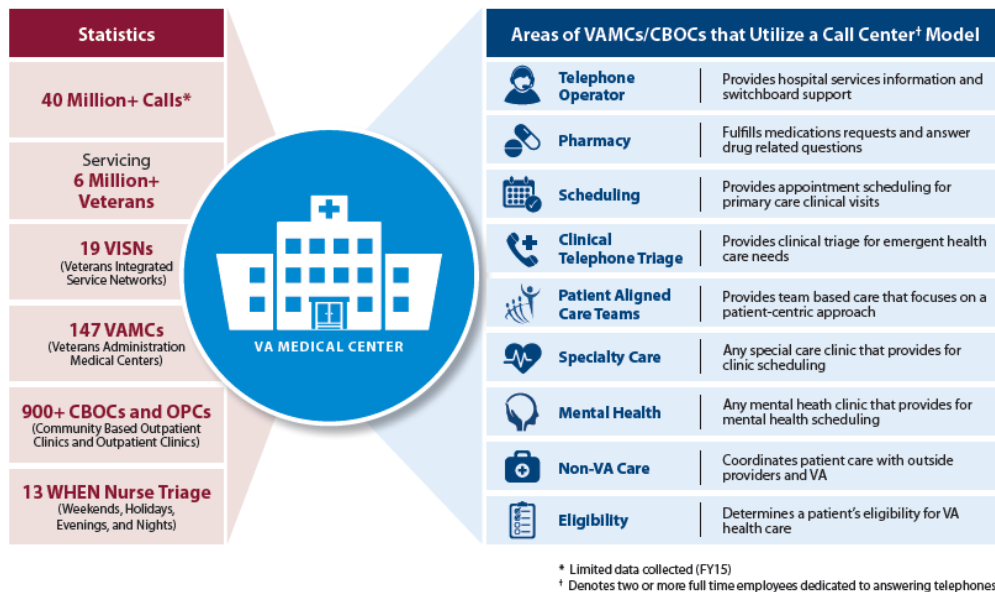 Statistics
40 Million+ Calls*
Servicing
6 Million+
Veterans
19 VISNs
(Veterans Integrated
Service Networks)
147 VAMCs
(Veterans Administration
Medical Centers)
900+ CBOCs and OPCs
(Community Based Outpatient
Clinics and Outpatient Clinics)
13 WHEN Nurse Triage
(Weekends, Holidays,
Evenings, and Nights)
VA MEDICAL CENTER
Areas of VAMCs/CBOCs that Utilize a Call Center† Model
Telephone
Operator
Provides hospital services information and
switchboard support
Pharmacy
Fulfills medications requests and answer
drug related questions
Scheduling
Provides appointment scheduling for
primary care clinical visits
Clinical
Telephone Triage
Provides clinical triage for emergent health
care needs
Patient Aligned
Care Teams
Provides team based care that focuses on a
patient-centric approach
Specialty Care
Any special care clinic that provides for
clinic scheduling
Mental Health
Any mental heath clinic that provides for
mental health scheduling
Non-VA Care
Coordinates patient care with outside
providers and VA
Eligibility
Determines a patient's eligibility for VA
health care
* Limited data collected (FY15)
† Denotes two or more full time employees dedicated to answering telephones